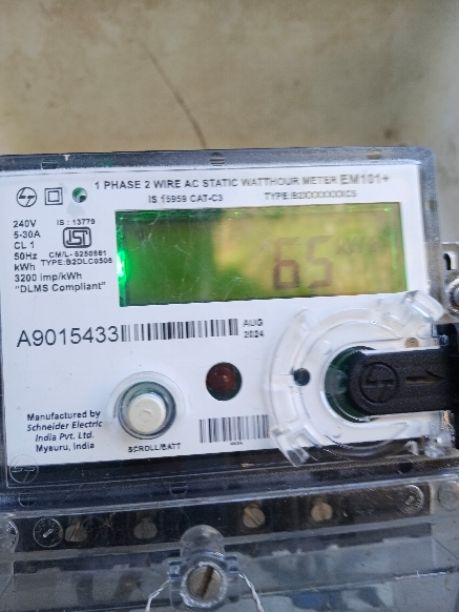 1 PHASE 2 WIRE AC STATIC WATTHOUR METER EM101+
IS 15959 CAT-C3 TYPE:B2XXXXXXXICS
240V
5-30A
CL 1
50Hz
kWh
3200 imp/kWh
"DLMS Compliant"
IS : 13779
ISI
CM/L- 6250881
TYPE:B2DLC0506
65
A9015433
AUG
2024
Manufactured by
Schneider Electric
India Pvt. Ltd.
Mysuru, India
SCROLL/BATT